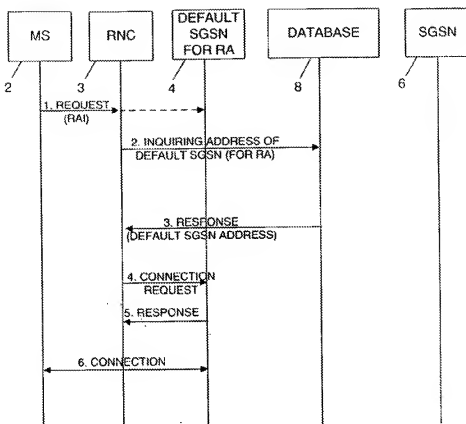 MS
RNC
DEFAULT
SGSN
FOR RA
DATABASE
SGSN
2
3
4
8
6
1. REQUEST
(RAI)
2. INQUIRING ADDRESS OF
DEFAULT SGSN (FOR RA)
3. RESPONSE
(DEFAULT SGSN ADDRESS)
4. CONNECTION
REQUEST
5. RESPONSE
6. CONNECTION